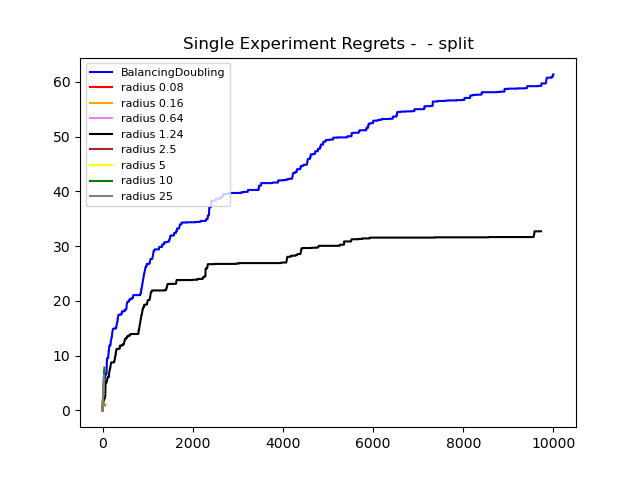 Single Experiment Regrets -  - split
BalancingDoubling
radius 0.08
radius 0.16
radius 0.64
radius 1.24
radius 2.5
radius 5
radius 10
radius 25
60
50
40
30
20
10
0
0 2000 4000 6000 8000 10000